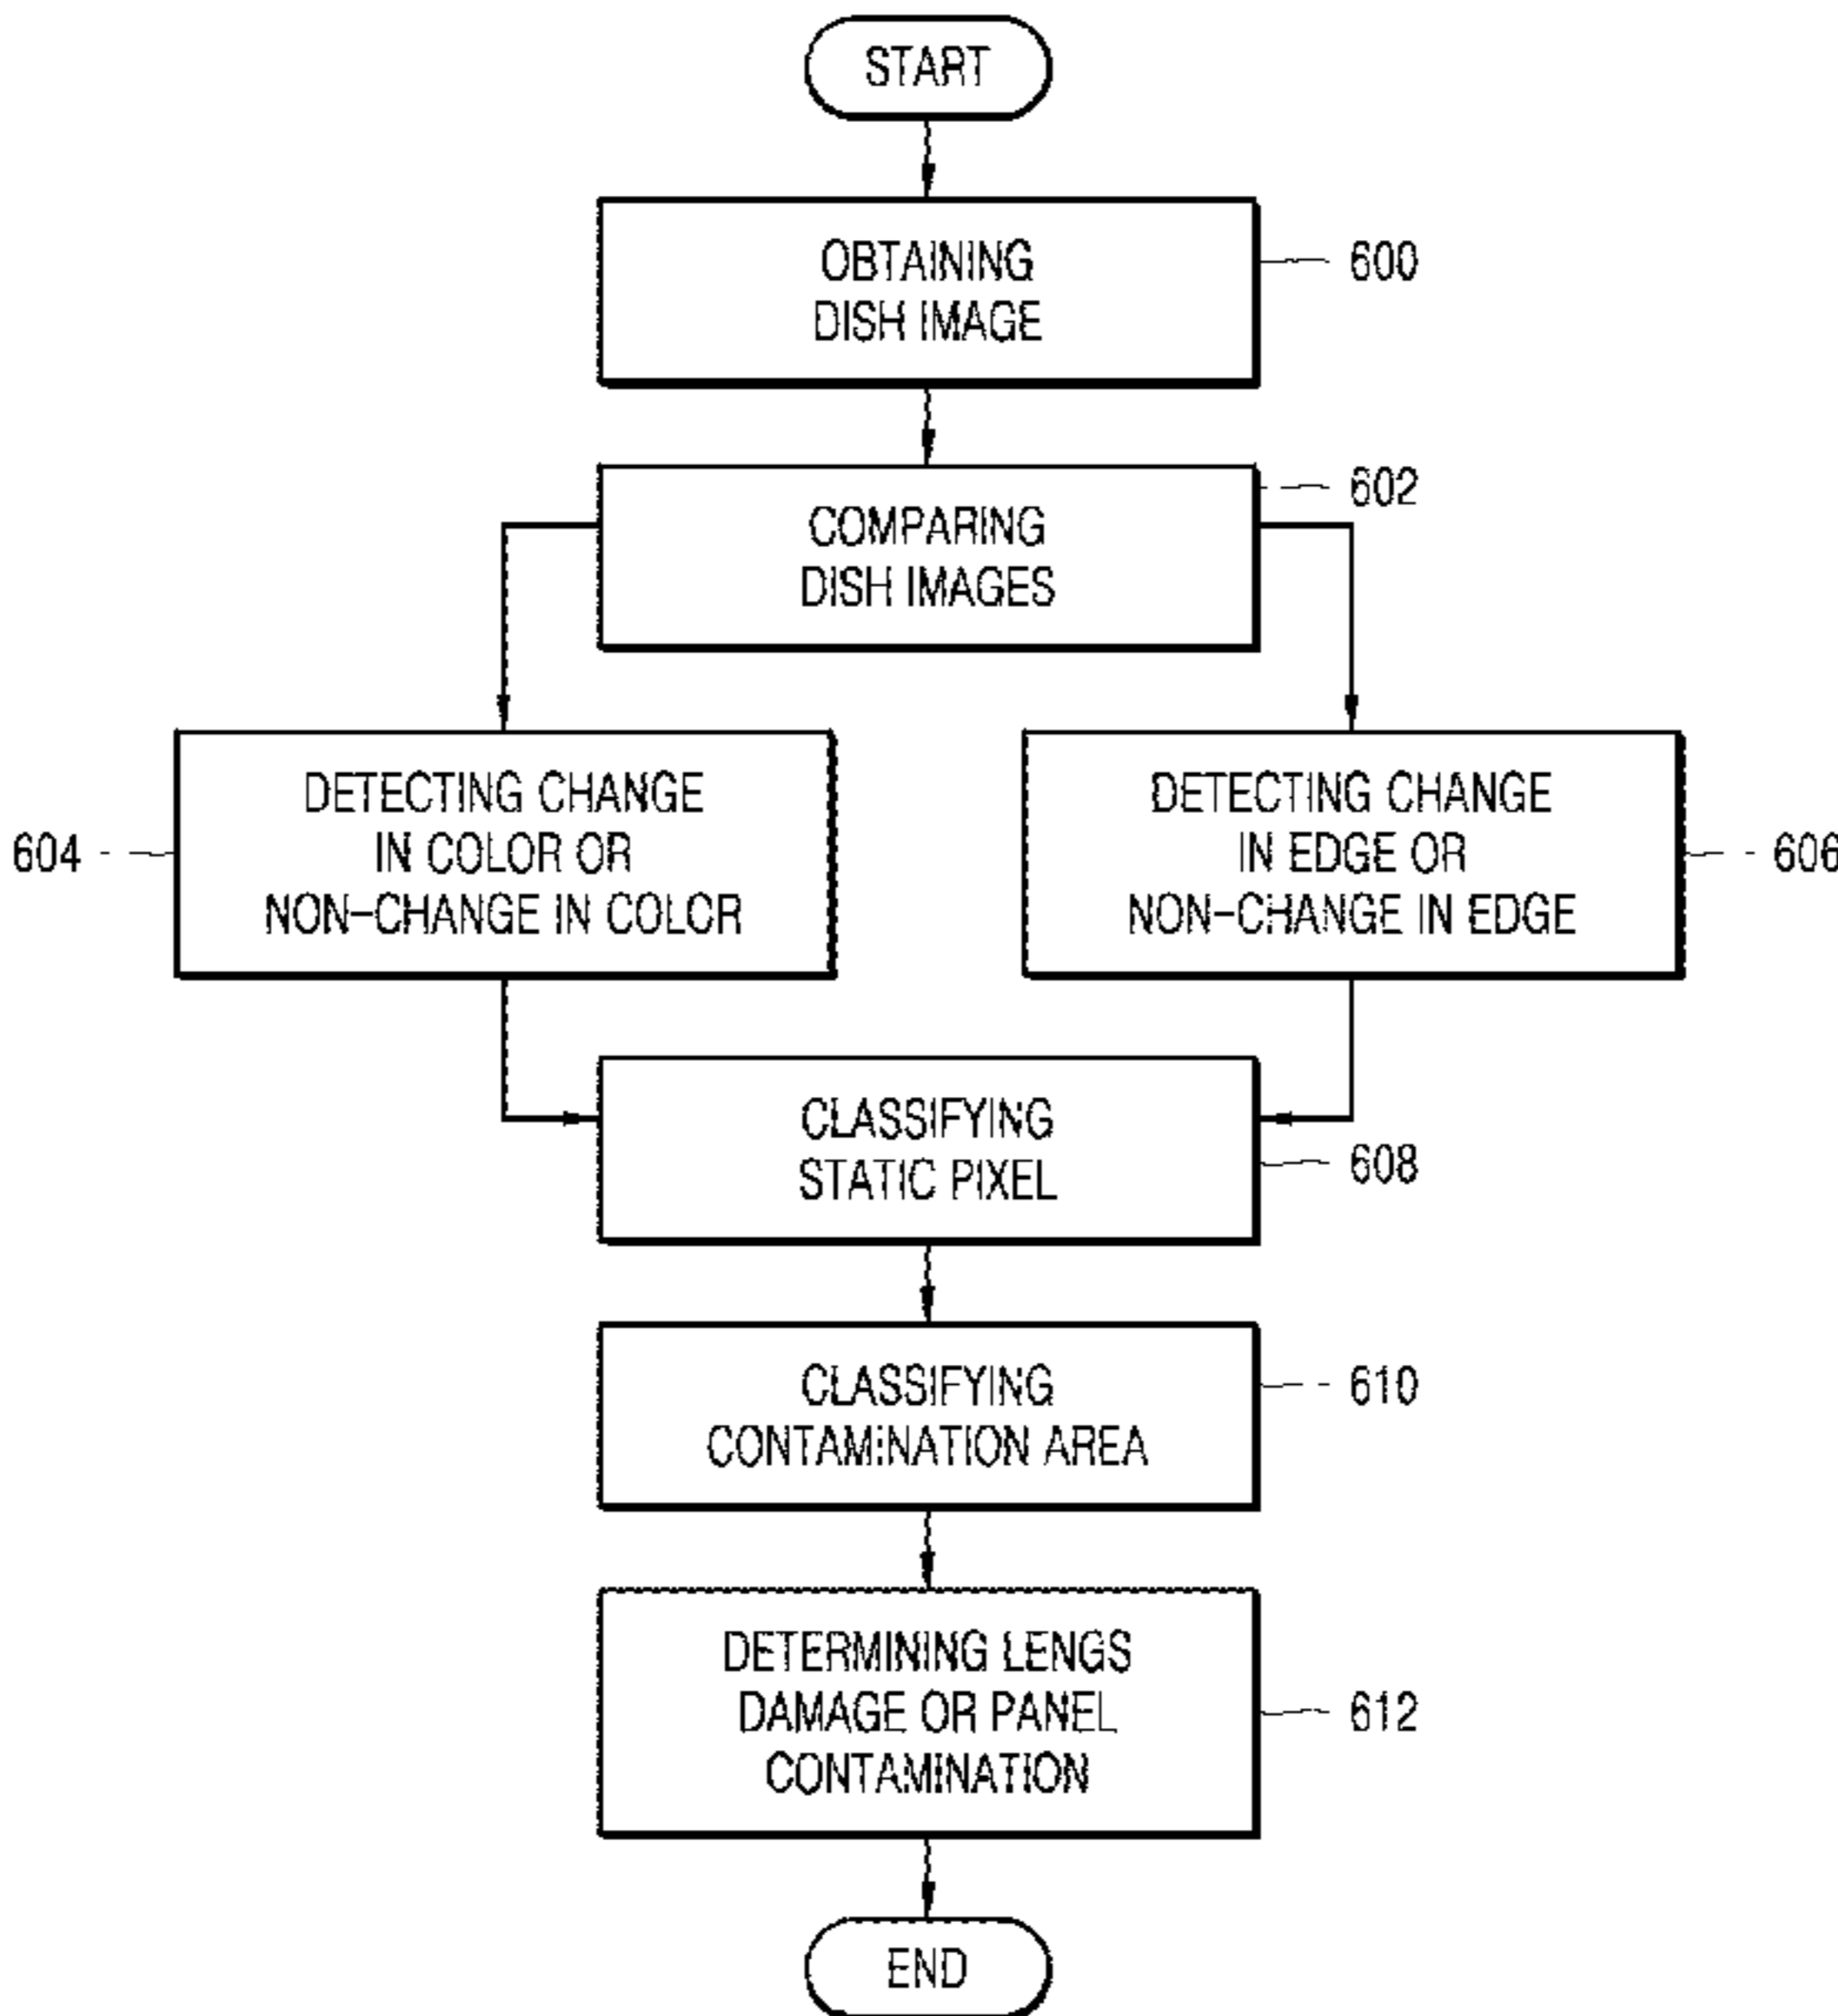 START
OBTAINING
DISH IMAGE
600
COMPARING
DISH IMAGES
602
DETECTING CHANGE
IN COLOR OR
NON-CHANGE IN COLOR
604
DETECTING CHANGE
IN EDGE OR
NON-CHANGE IN EDGE
606
CLASSIFYING
STATIC PIXEL
608
CLASSIFYING
CONTAMINATION AREA
610
DETERMINING LENGS
DAMAGE OR PANEL
CONTAMINATION
612
END